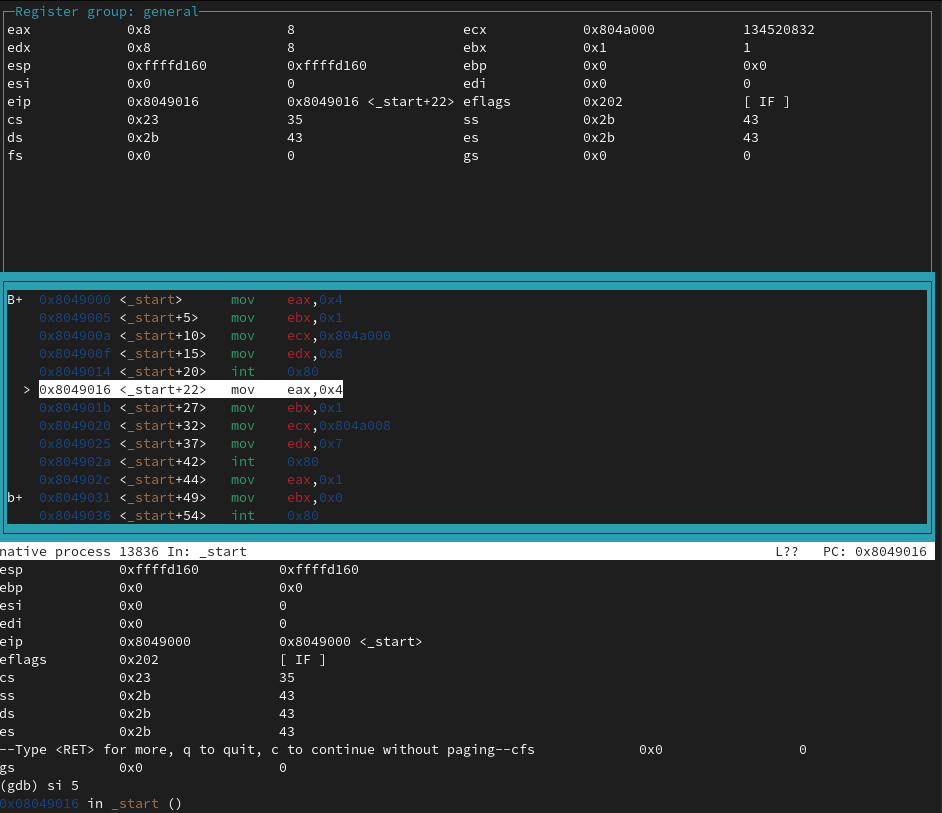 Register group: general
eax 0x8 8 ecx 0x804a000 134520832
edx 0x8 8 ebx 0x1 1
esp 0xffffd160 0xffffd160 ebp 0x0 0x0
esi 0x0 0 edi 0x0 0
eip 0x8049016 0x8049016 <_start+22> eflags 0x202 [ IF ]
cs 0x23 35 ss 0x2b 43
ds 0x2b 43 es 0x2b 43
fs 0x0 0 gs 0x0 0
B+ 0x8049000 <_start> mov eax,0x4
0x8049005 <_start+5> mov ebx,0x1
0x804900a <_start+10> mov ecx,0x804a000
0x804900f <_start+15> mov edx,0x8
0x8049014 <_start+20> int 0x80
> 0x8049016 <_start+22> mov eax,0x4
0x804901b <_start+27> mov ebx,0x1
0x8049020 <_start+32> mov ecx,0x804a008
0x8049025 <_start+37> mov edx,0x7
0x804902a <_start+42> int 0x80
0x804902c <_start+44> mov eax,0x1
b+ 0x8049031 <_start+49> mov ebx,0x0
0x8049036 <_start+54> int 0x80
native process 13836 In: _start L?? PC: 0x8049016
esp 0xffffd160 0xffffd160
ebp 0x0 0x0
esi 0x0 0
edi 0x0 0
eip 0x8049000 0x8049000 <_start>
eflags 0x202 [ IF ]
cs 0x23 35
ss 0x2b 43
ds 0x2b 43
es 0x2b 43
--Type <RET> for more, q to quit, c to continue without paging--cfs 0x0 0
gs 0x0 0
(gdb) si 5
0x08049016 in _start ()